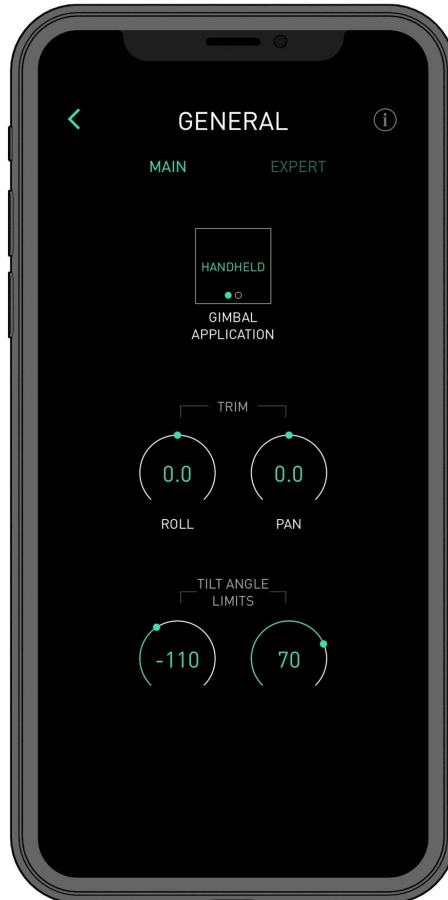 GENERAL
MAIN EXPERT
HANDHELD
GIMBAL
APPLICATION
TRIM
0.0 0.0
ROLL PAN
TILT ANGLE
LIMITS
-110 70